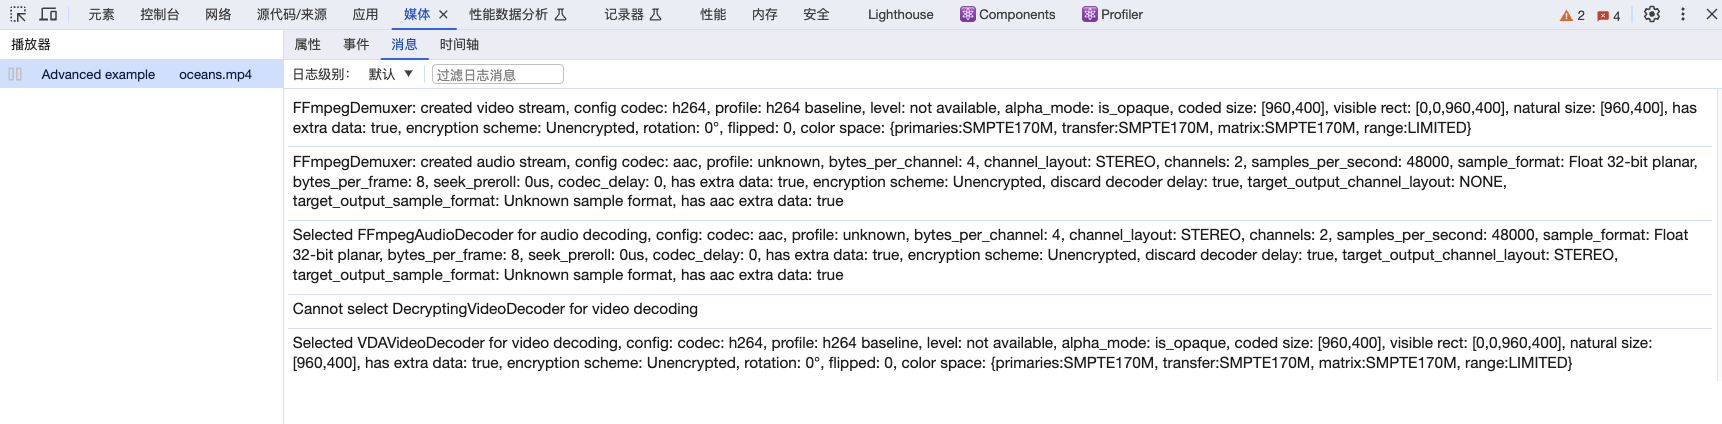 元素 控制台 网络 源代码/来源 应用 媒体 性能数据分析 记录器 性能 内存 安全 Lighthouse Components Profiler 2 4
播放器 属性 事件 消息 时间轴
Advanced example oceans.mp4 日志级别: 默认 过滤日志消息
FFmpegDemuxer: created video stream, config codec: h264, profile: h264 baseline, level: not available, alpha_mode: is_opaque, coded size: [960,400], visible rect: [0,0,960,400], natural size: [960,400], has
extra data: true, encryption scheme: Unencrypted, rotation: 0°, flipped: 0, color space: {primaries:SMPTE170M, transfer:SMPTE170M, matrix:SMPTE170M, range:LIMITED}
FFmpegDemuxer: created audio stream, config codec: aac, profile: unknown, bytes_per_channel: 4, channel_layout: STEREO, channels: 2, samples_per_second: 48000, sample_format: Float 32-bit planar,
bytes_per_frame: 8, seek_preroll: 0us, codec_delay: 0, has extra data: true, encryption scheme: Unencrypted, discard decoder delay: true, target_output_channel_layout: NONE,
target_output_sample_format: Unknown sample format, has aac extra data: true
Selected FFmpegAudioDecoder for audio decoding, config: codec: aac, profile: unknown, bytes_per_channel: 4, channel_layout: STEREO, channels: 2, samples_per_second: 48000, sample_format: Float
32-bit planar, bytes_per_frame: 8, seek_preroll: 0us, codec_delay: 0, has extra data: true, encryption scheme: Unencrypted, discard decoder delay: true, target_output_channel_layout: STEREO,
target_output_sample_format: Unknown sample format, has aac extra data: true
Cannot select DecryptingVideoDecoder for video decoding
Selected VDAVideoDecoder for video decoding, config: codec: h264, profile: h264 baseline, level: not available, alpha_mode: is_opaque, coded size: [960,400], visible rect: [0,0,960,400], natural size:
[960,400], has extra data: true, encryption scheme: Unencrypted, rotation: 0°, flipped: 0, color space: {primaries:SMPTE170M, transfer:SMPTE170M, matrix:SMPTE170M, range:LIMITED}